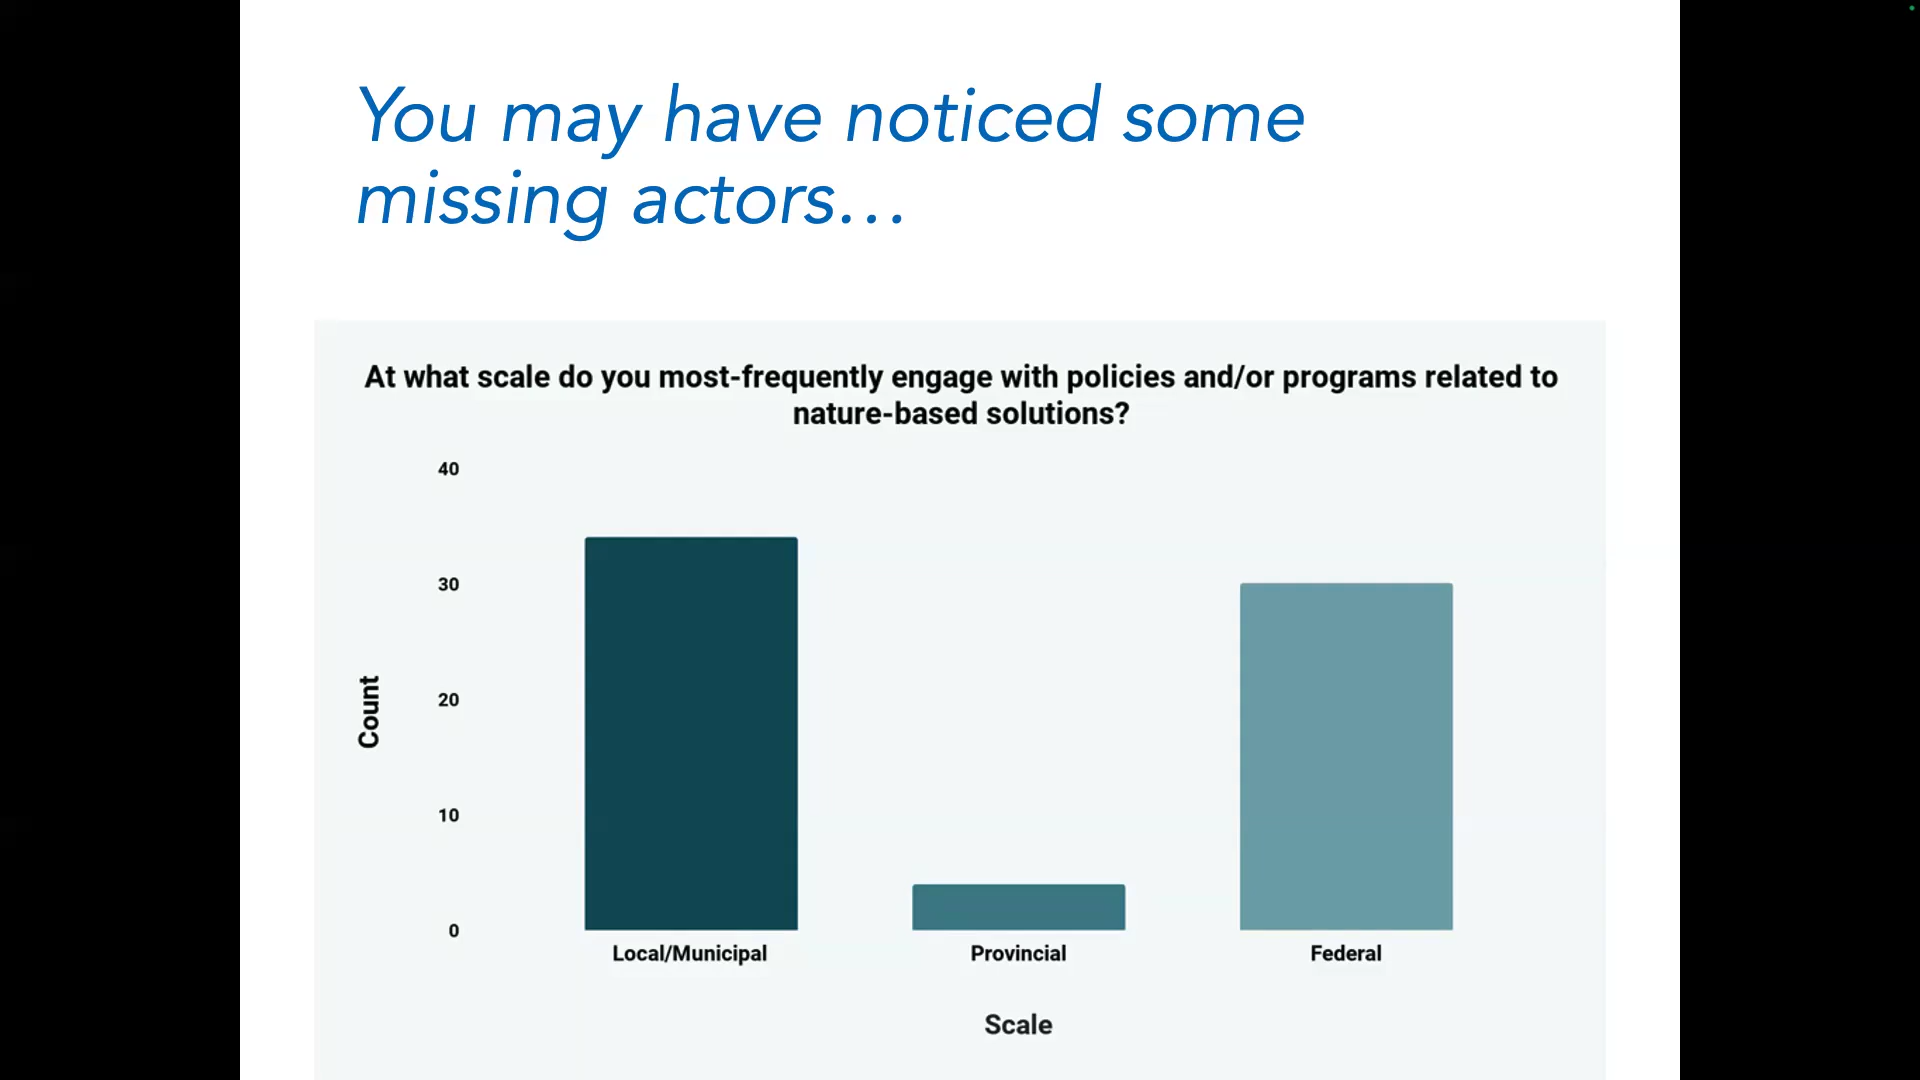 You may have noticed some
missing actors…
At what scale do you most-frequently engage with policies and/or programs related to
nature-based solutions?
40
30
20
10
0
Count
Local/Municipal
Provincial
Federal
Scale